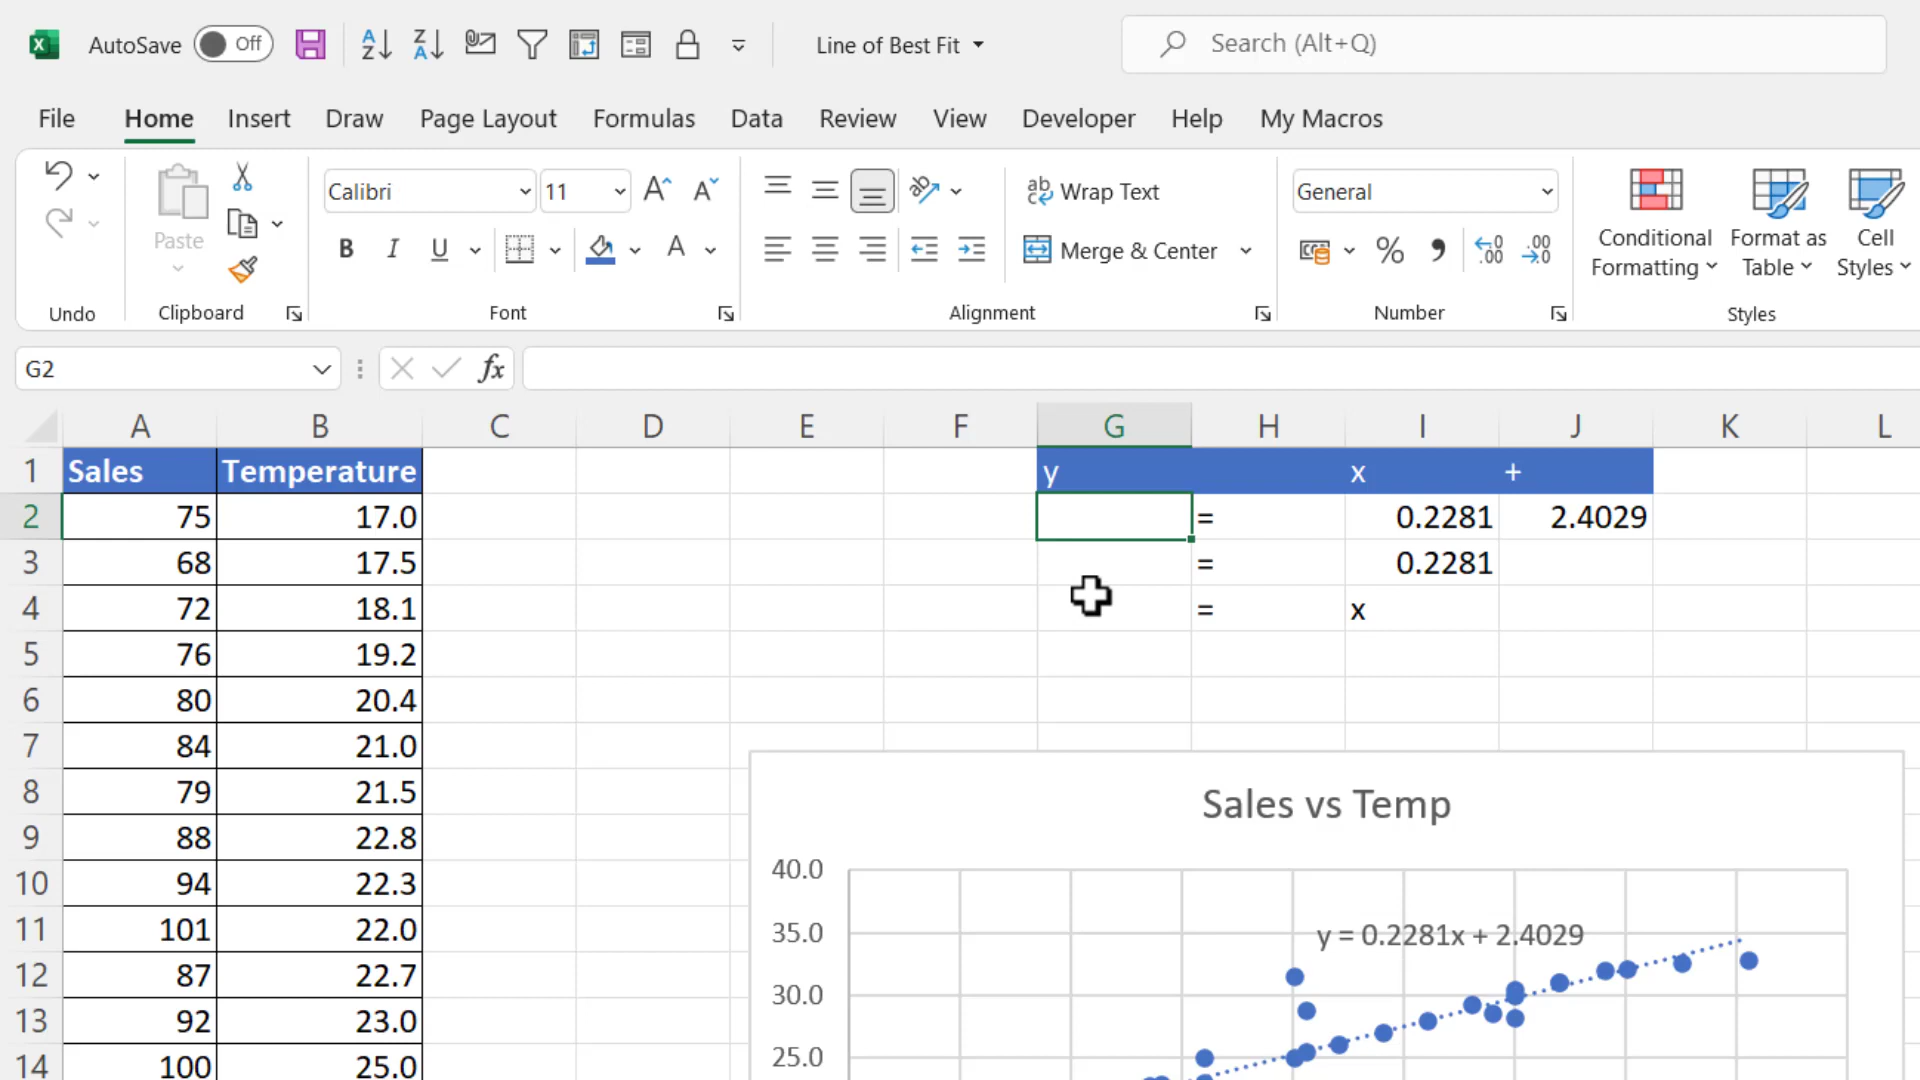 AutoSave Off Line of Best Fit Search (Alt+Q)
File Home Insert Draw Page Layout Formulas Data Review View Developer Help My Macros
Paste
Calibri 11
B I U A
ab Wrap Text
Merge & Center
General
Conditional Formatting
Format as Table
Cell Styles
Undo Clipboard Font Alignment Number Styles
G2 fx
A B C D E F G H I J K L
1 Sales Temperature y x +
2 75 17.0 = 0.2281 2.4029
3 68 17.5 = 0.2281
4 72 18.1 = x
5 76 19.2
6 80 20.4
7 84 21.0
8 79 21.5
9 88 22.8
10 94 22.3
11 101 22.0
12 87 22.7
13 92 23.0
14 100 25.0
Sales vs Temp
40.0
35.0
30.0
25.0
y = 0.2281x + 2.4029